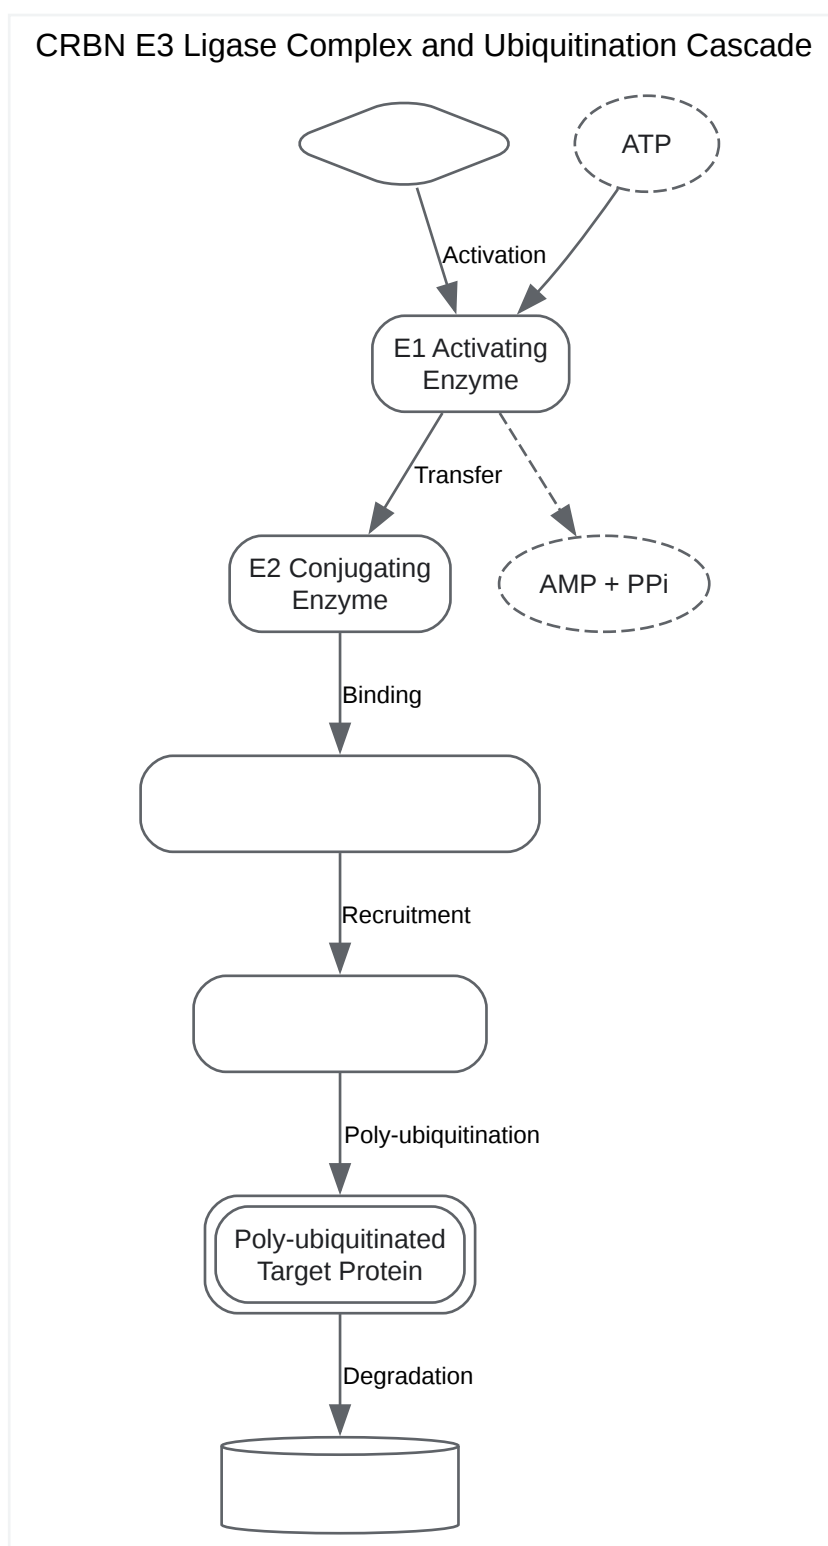 CRBN E3 Ligase Complex and Ubiquitination Cascade
ATP
Activation
E1 Activating
Enzyme
Transfer
E2 Conjugating
Enzyme
AMP + PPi
Binding
Recruitment
Poly-ubiquitination
Poly-ubiquitinated
Target Protein
Degradation